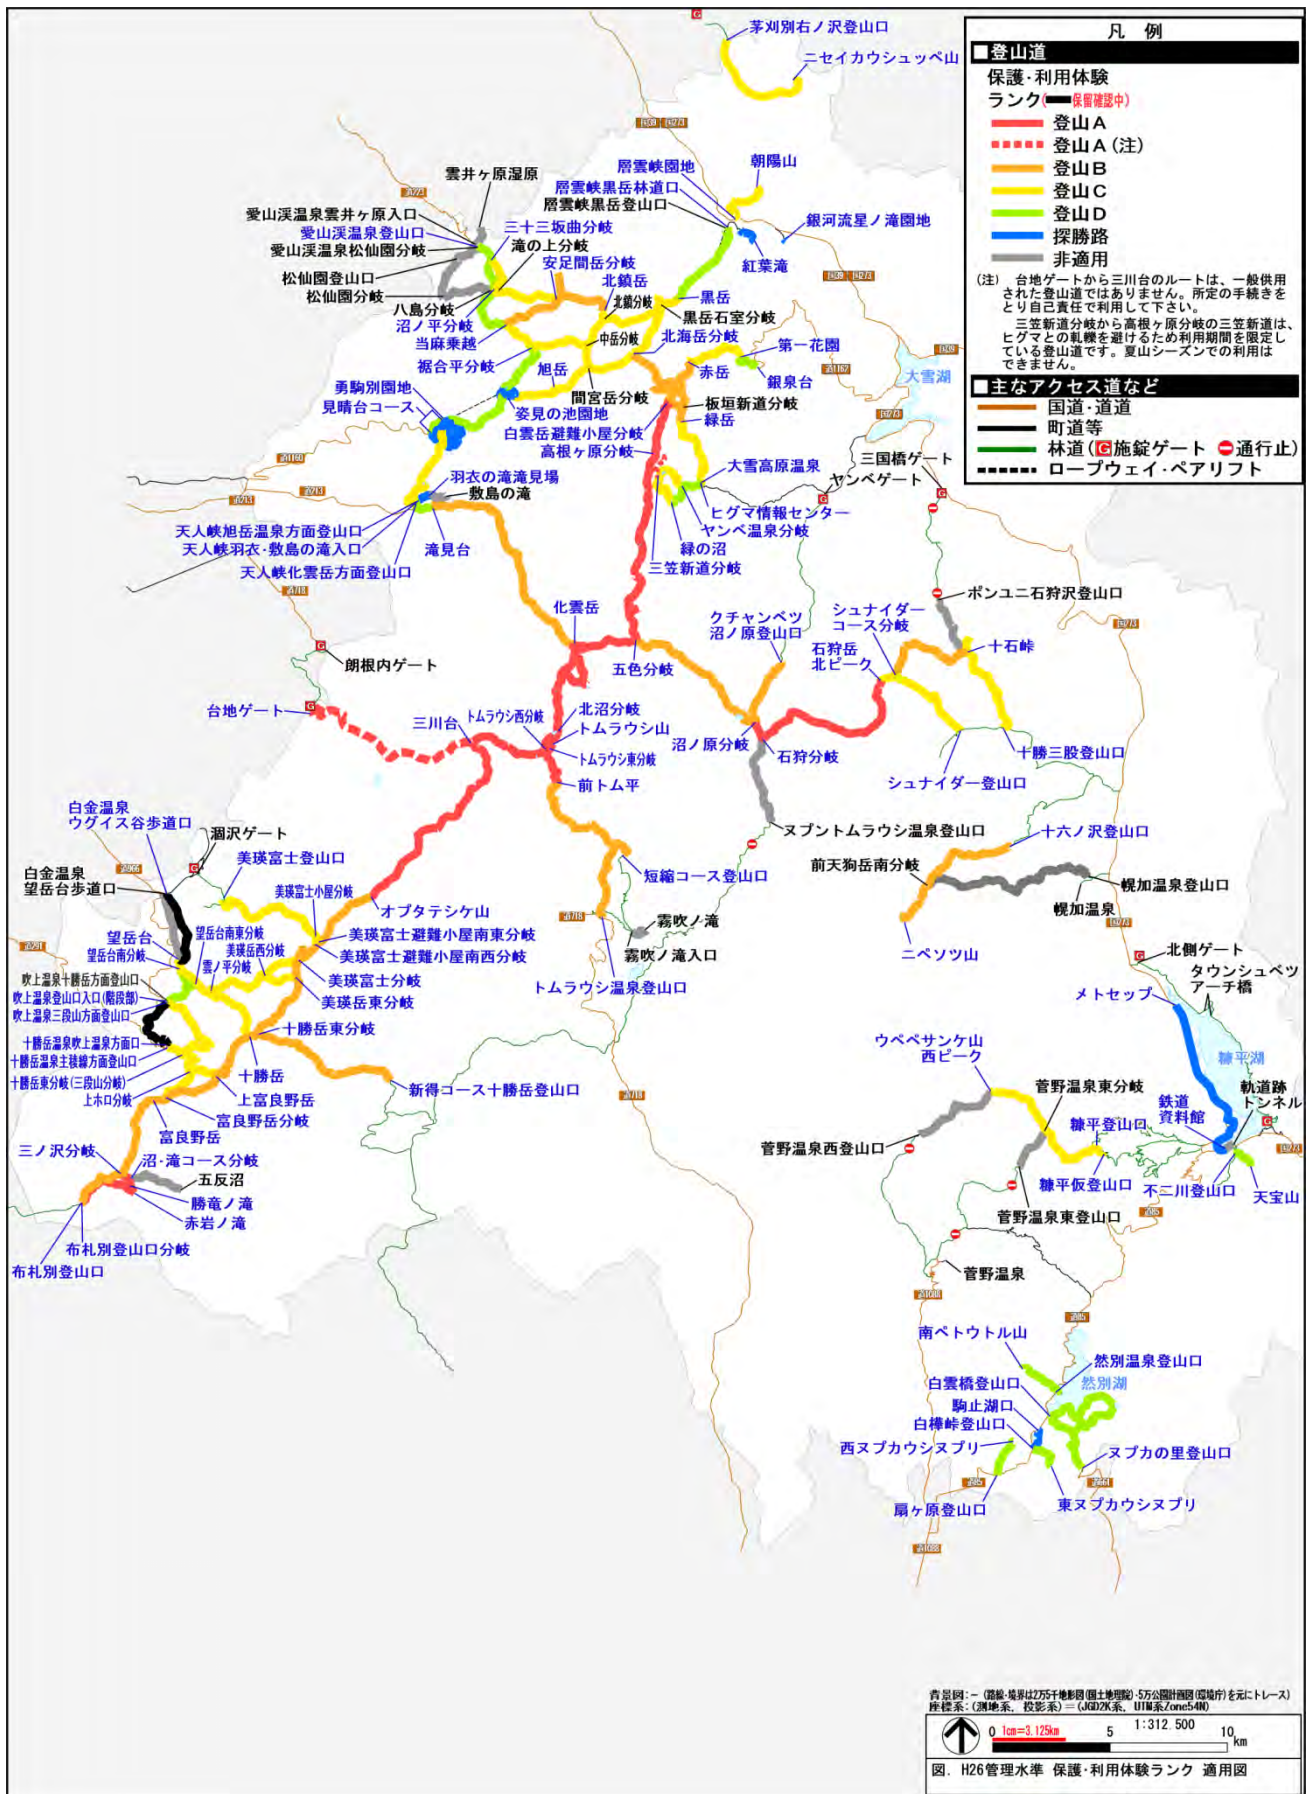 凡 例
■登山道
保護・利用体験
ランク(保留確認中)
登山A
登山A(注)
登山B
登山C
登山D
探勝路
非適用
(注) 台地ゲートから三川台のルートは、一般供用
された登山道ではありません。所定の手続きを
とり自己責任で利用して下さい。
三笠新道分岐から高根ヶ原分岐の三笠新道は、
ヒグマとの軋轢を避けるため利用期間を限定し
ている登山道です。夏山シーズンでの利用は
できません。
■主なアクセス道など
国道・道道
町道等
林道(G施錠ゲート 通行止)
ロープウェイ・ペアリフト
茅刈別右ノ沢登山口
ニセイカウシュッペ山
雲井ヶ原湿原
層雲峡園地
朝陽山
層雲峡黒岳林道口
層雲峡黒岳登山口
愛山渓温泉雲井ヶ原入口
愛山渓温泉登山口
愛山渓温泉松仙園分岐
三十三坂曲分岐
滝の上分岐
安足間岳分岐
銀河流星ノ滝園地
紅葉滝
松仙園登山口
松仙園分岐
八島分岐
沼ノ平分岐
当麻乗越
北鎮岳
北鎮分岐
黒岳
黒岳石室分岐
中岳分岐
北海岳分岐
第一花園
裾合平分岐
旭岳
間宮岳分岐
赤岳
銀泉台
大雪湖
勇駒別園地
見晴台コース
姿見の池園地
白雲岳避難小屋分岐
高根ヶ原分岐
板垣新道分岐
緑岳
羽衣の滝滝見場
敷島の滝
大雪高原温泉
三国橋ゲート
ヤンベゲート
天人峡旭岳温泉方面登山口
天人峡羽衣・敷島の滝入口
天人峡化雲岳方面登山口
滝見台
ヒグマ情報センター
ヤンベ温泉分岐
緑の沼
三笠新道分岐
化雲岳
五色分岐
クチャンベツ
沼ノ原登山口
シュナイダー
コース分岐
石狩岳
北ピーク
ポンユニ石狩沢登山口
十石峠
朗根内ゲート
台地ゲート
三川台
トムラウシ西分岐
北沼分岐
トムラウシ山
トムラウシ東分岐
前トム平
沼ノ原分岐
石狩分岐
十勝三股登山口
シュナイダー登山口
白金温泉
ウグイス谷歩道口
涸沢ゲート
美瑛富士登山口
ヌプントムラウシ温泉登山口
十六ノ沢登山口
前天狗岳南分岐
白金温泉
望岳台歩道口
美瑛富士小屋分岐
オプタテシケ山
短縮コース登山口
幌加温泉登山口
幌加温泉
望岳台
望岳台南分岐
望岳台南東分岐
美瑛岳西分岐
雲ノ平分岐
美瑛富士避難小屋南東分岐
美瑛富士避難小屋南西分岐
美瑛富士分岐
美瑛岳東分岐
霧吹ノ滝
霧吹ノ滝入口
ニペソツ山
北側ゲート
タウンシュベツ
アーチ橋
トムラウシ温泉登山口
吹上温泉十勝岳方面登山口
吹上温泉登山口入口(階段部)
吹上温泉三段山方面登山口
十勝岳温泉吹上温泉方面口
十勝岳温泉主稜線方面登山口
十勝岳東分岐(三段山分岐)
上ホロ分岐
十勝岳東分岐
十勝岳
上富良野岳
富良野岳分岐
富良野岳
新得コース十勝岳登山口
メトセップ
糠平湖
ウペペサンケ山
西ピーク
菅野温泉東分岐
糠平登山口
鉄道
資料館
軌道跡
トンネル
菅野温泉西登山口
糠平仮登山口
不二川登山口
天宝山
菅野温泉東登山口
菅野温泉
三ノ沢分岐
沼・滝コース分岐
五反沼
勝竜ノ滝
赤岩ノ滝
布札別登山口分岐
布札別登山口
南ペトウトル山
然別温泉登山口
白雲橋登山口
然別湖
駒止湖口
白樺峠登山口
西ヌプカウシヌプリ
ヌプカの里登山口
扇ヶ原登山口
東ヌプカウシヌプリ
背景図:-(路線・境界は2万5千地形図(国土地理院)・5万公園計画図(環境庁)を元にトレース)
座標系:(測地系、投影系)=(JGD2K系、UTM系Zone54N)
0 1cm=3.125km 5 1:312.500 10 km
図. H26管理水準 保護・利用体験ランク 適用図